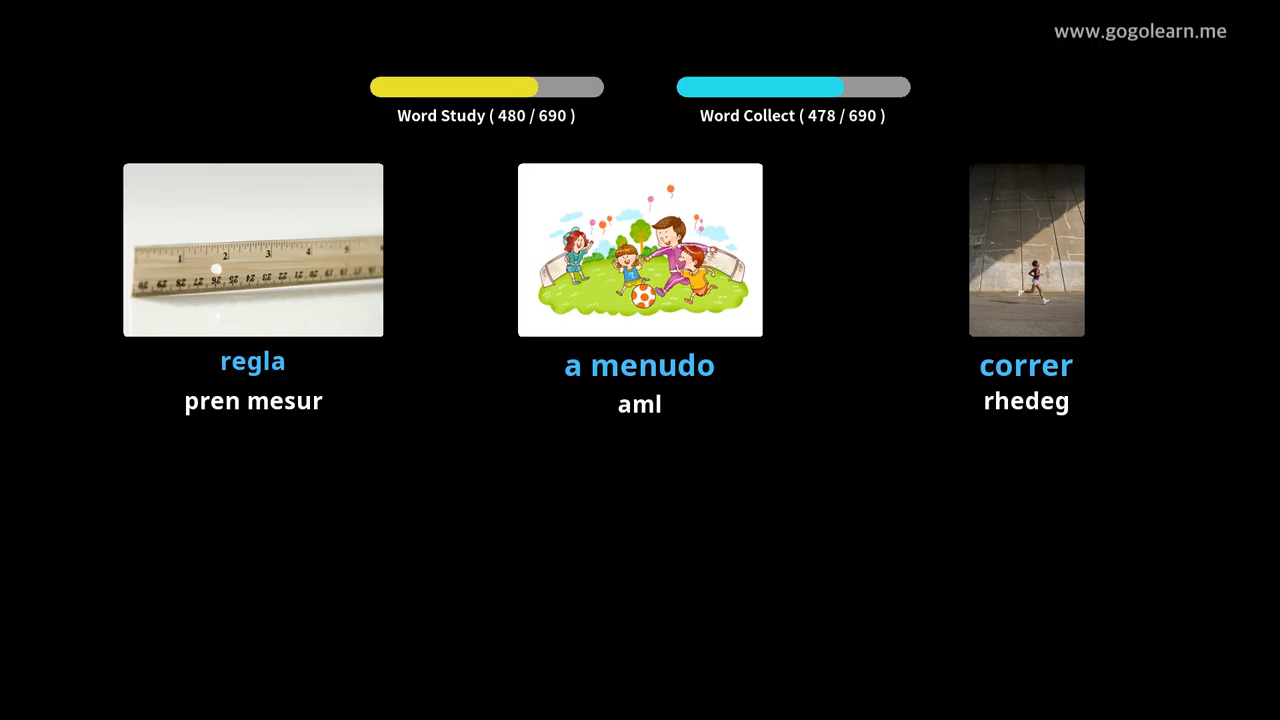 www.gogolearn.me
Word Study ( 480 / 690 )
Word Collect ( 478 / 690 )
regla
pren mesur
a menudo
aml
correr
rhedeg